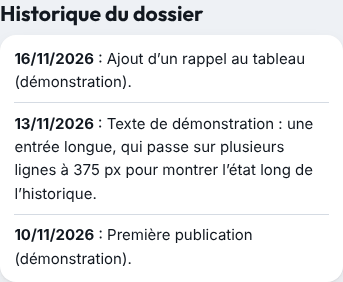 Historique du dossier
16/11/2026 : Ajout d’un rappel au tableau
(démonstration).
13/11/2026 : Texte de démonstration : une
entrée longue, qui passe sur plusieurs
lignes à 375 px pour montrer l’état long de
l’historique.
10/11/2026 : Première publication
(démonstration).